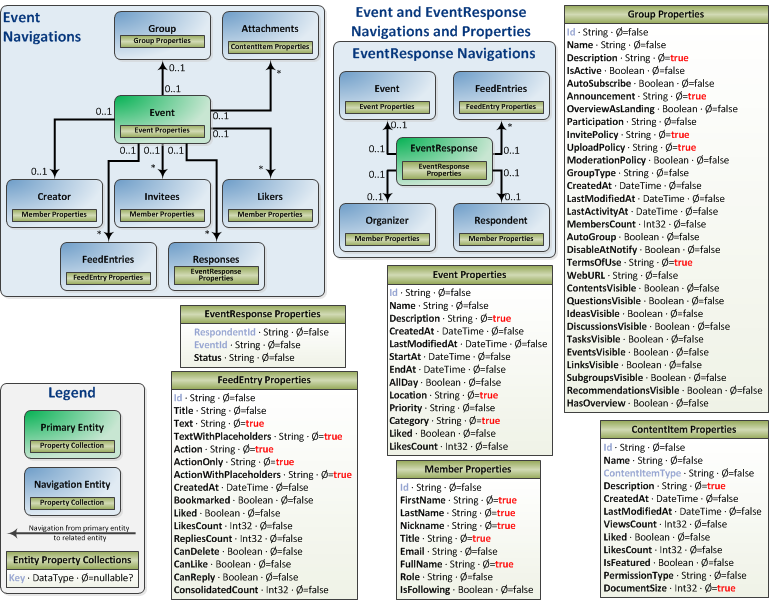 Event
Navigations
Group
Group Properties
Attachments
ContentItem Properties
0..1
*
0..1
Event
Event Properties
0..1
0..1
0..1
0..1
0..1
0..1
0..1
*
*
Creator
Member Properties
Invitees
Member Properties
Likers
Member Properties
*
*
FeedEntries
FeedEntry Properties
Responses
EventResponse
Properties
Event and EventResponse
Navigations and Properties
EventResponse Navigations
Event
Event Properties
FeedEntries
FeedEntry Properties
0..1
*
EventResponse
EventResponse
Properties
0..1
0..1
Organizer
Member Properties
Respondent
Member Properties
Group Properties
Id · String · Ø=false
Name · String · Ø=false
Description · String · Ø=true
IsActive · Boolean · Ø=false
AutoSubscribe · Boolean · Ø=false
Announcement · String · Ø=true
OverviewAsLanding · Boolean · Ø=false
Participation · String · Ø=false
InvitePolicy · String · Ø=true
UploadPolicy · String · Ø=true
ModerationPolicy · Boolean · Ø=false
GroupType · String · Ø=false
CreatedAt · DateTime · Ø=false
LastModifiedAt · DateTime · Ø=false
LastActivityAt · DateTime · Ø=false
MembersCount · Int32 · Ø=false
AutoGroup · Boolean · Ø=false
DisableAtNotify · Boolean · Ø=false
TermsOfUse · String · Ø=true
WebURL · String · Ø=false
ContentsVisible · Boolean · Ø=false
QuestionsVisible · Boolean · Ø=false
IdeasVisible · Boolean · Ø=false
DiscussionsVisible · Boolean · Ø=false
TasksVisible · Boolean · Ø=false
EventsVisible · Boolean · Ø=false
LinksVisible · Boolean · Ø=false
SubgroupsVisible · Boolean · Ø=false
RecommendationsVisible · Boolean · Ø=false
HasOverview · Boolean · Ø=false
Event Properties
Id · String · Ø=false
Name · String · Ø=false
Description · String · Ø=true
CreatedAt · DateTime · Ø=false
LastModifiedAt · DateTime · Ø=false
StartAt · DateTime · Ø=false
EndAt · DateTime · Ø=false
AllDay · Boolean · Ø=false
Location · String · Ø=true
Priority · String · Ø=false
Category · String · Ø=true
Liked · Boolean · Ø=false
LikesCount · Int32 · Ø=false
EventResponse Properties
RespondentId · String · Ø=false
EventId · String · Ø=false
Status · String · Ø=false
FeedEntry Properties
Id · String · Ø=false
Title · String · Ø=false
Text · String · Ø=true
TextWithPlaceholders · String · Ø=true
Action · String · Ø=true
ActionOnly · String · Ø=true
ActionWithPlaceholders · String · Ø=true
CreatedAt · DateTime · Ø=false
Bookmarked · Boolean · Ø=false
Liked · Boolean · Ø=false
LikesCount · Int32 · Ø=false
RepliesCount · Int32 · Ø=false
CanDelete · Boolean · Ø=false
CanLike · Boolean · Ø=false
CanReply · Boolean · Ø=false
ConsolidatedCount · Int32 · Ø=false
Legend
Primary Entity
Property Collection
Navigation Entity
Property Collection
Navigation from primary entity
to related entity
Entity Property Collections
Key · DataType · Ø=nullable?
Member Properties
Id · String · Ø=false
FirstName · String · Ø=true
LastName · String · Ø=true
Nickname · String · Ø=true
Title · String · Ø=true
Email · String · Ø=false
FullName · String · Ø=true
Role · String · Ø=false
IsFollowing · Boolean · Ø=false
ContentItem Properties
Id · String · Ø=false
Name · String · Ø=false
ContentItemType · String · Ø=false
Description · String · Ø=true
CreatedAt · DateTime · Ø=false
LastModifiedAt · DateTime · Ø=false
ViewsCount · Int32 · Ø=false
Liked · Boolean · Ø=false
LikesCount · Int32 · Ø=false
IsFeatured · Boolean · Ø=false
PermissionType · String · Ø=false
DocumentSize · Int32 · Ø=true